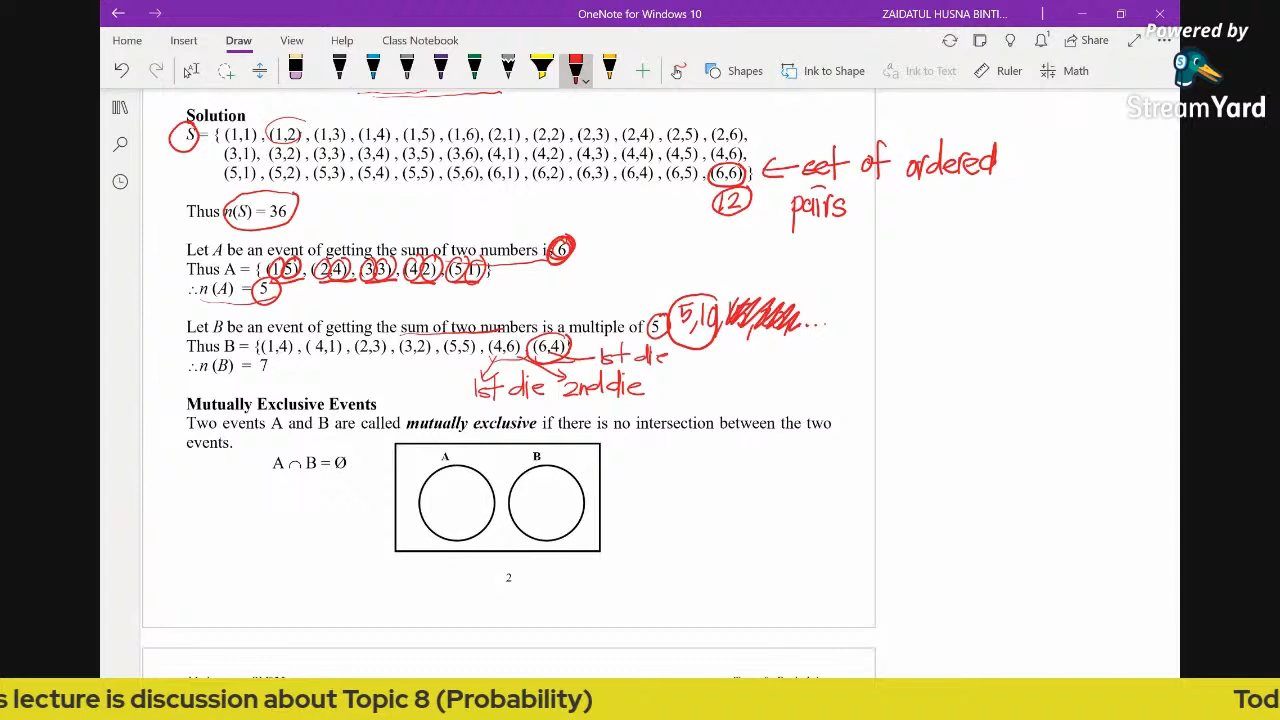 OneNote for Windows 10
ZAIDATUL HUSNA BINTI...
Powered by
StreamYard
Home Insert Draw View Help Class Notebook
Share
Shapes
Ink to Shape
Ink to Text
Ruler
Math
Solution
S = { (1,1) , (1,2) , (1,3) , (1,4) , (1,5) , (1,6) , (2,1) , (2,2) , (2,3) , (2,4) , (2,5) , (2,6),
(3,1), (3,2) , (3,3) , (3,4) , (3,5) , (3,6), (4,1) , (4,2) , (4,3) , (4,4) , (4,5) , (4,6),
(5,1) , (5,2) , (5,3) , (5,4) , (5,5) , (5,6), (6,1) , (6,2) , (6,3) , (6,4) , (6,5) , (6,6) }
← set of ordered
pairs
12
Thus n(S) = 36
Let A be an event of getting the sum of two numbers is 6
Thus A = { (1,5) , (2,4) , (3,3) , (4,2) , (5,1) }
∴n (A) = 5
Let B be an event of getting the sum of two numbers is a multiple of 5
5,10, ...
Thus B = {(1,4) , ( 4,1) , (2,3) , (3,2) , (5,5) , (4,6) , (6,4)}
1st die
∴n (B) = 7
1st die 2nd die
Mutually Exclusive Events
Two events A and B are called mutually exclusive if there is no intersection between the two
events.
A ∩ B = Ø
A B
2
s lecture is discussion about Topic 8 (Probability)
Tod